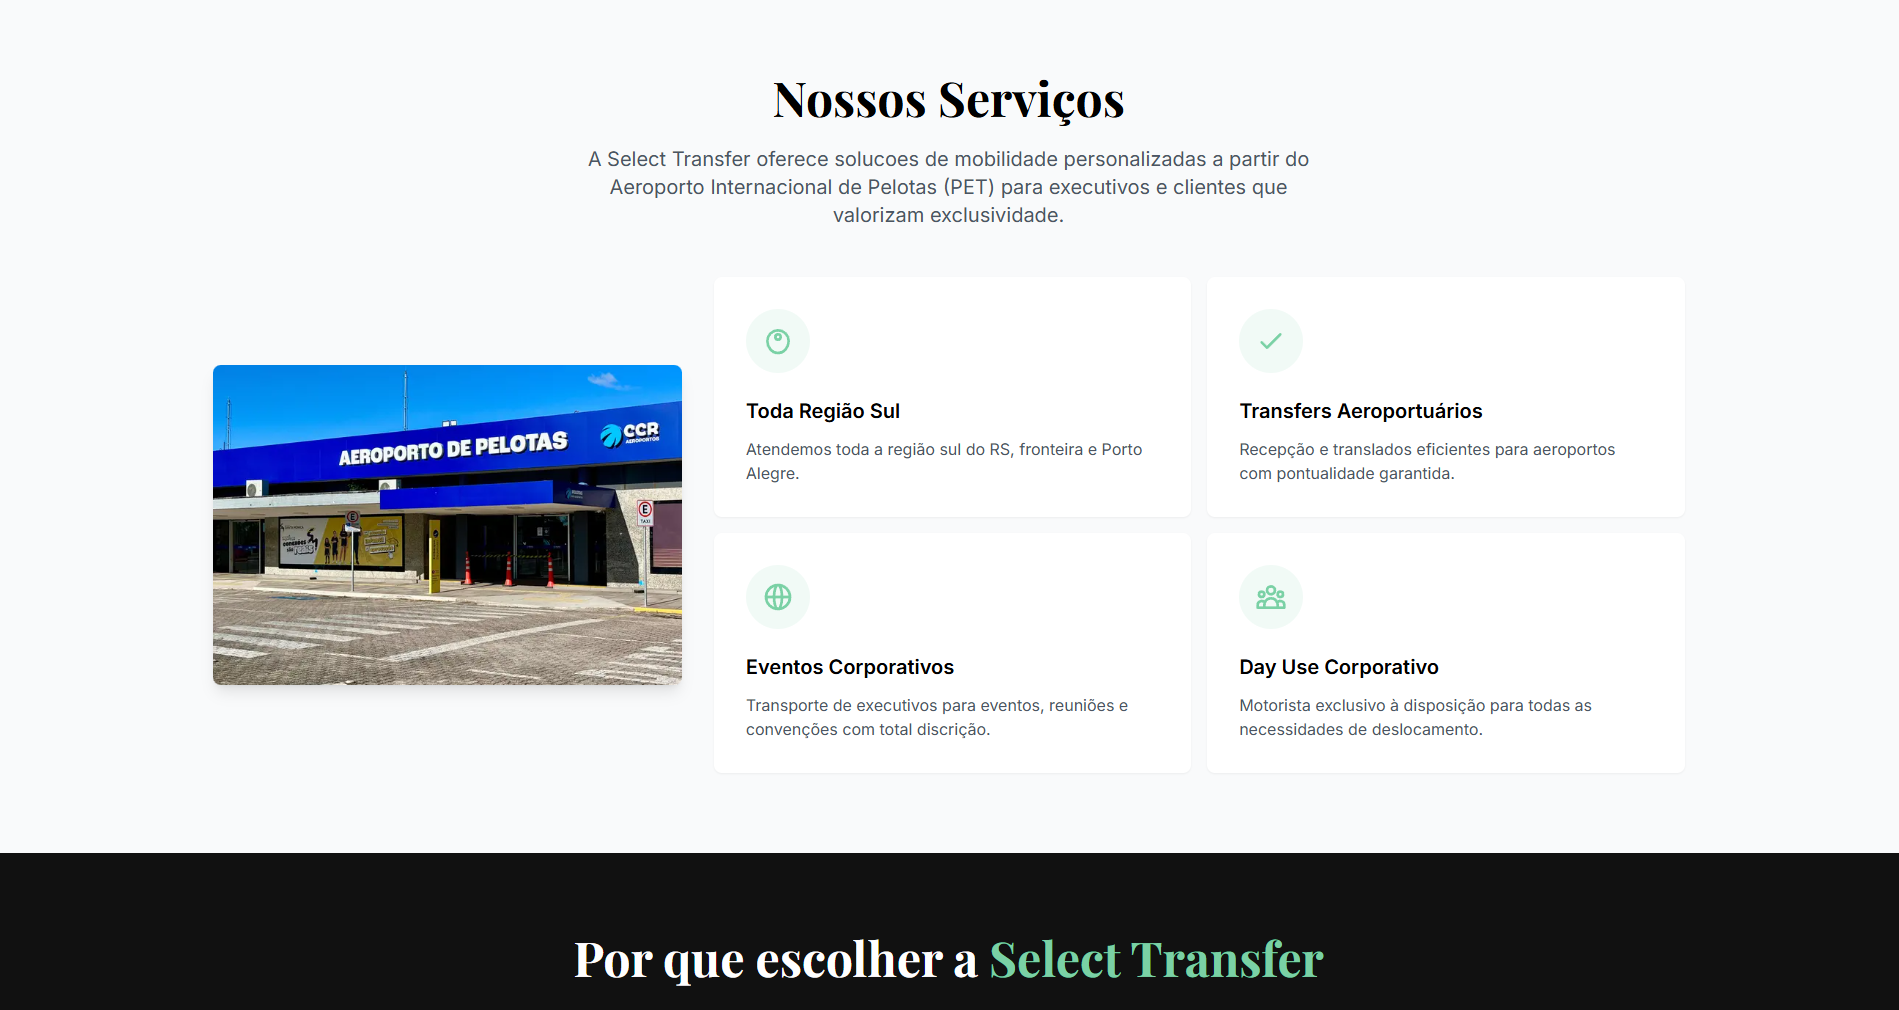 Nossos Serviços
A Select Transfer oferece solucoes de mobilidade personalizadas a partir do
Aeroporto Internacional de Pelotas (PET) para executivos e clientes que
valorizam exclusividade.
AEROPORTO DE PELOTAS
CCR
AEROPORTOS
E
E
TAXI
Toda Região Sul
Atendemos toda a região sul do RS, fronteira e Porto
Alegre.
Transfers Aeroportuários
Recepção e translados eficientes para aeroportos
com pontualidade garantida.
Eventos Corporativos
Transporte de executivos para eventos, reuniões e
convenções com total discrição.
Day Use Corporativo
Motorista exclusivo à disposição para todas as
necessidades de deslocamento.
Por que escolher a Select Transfer